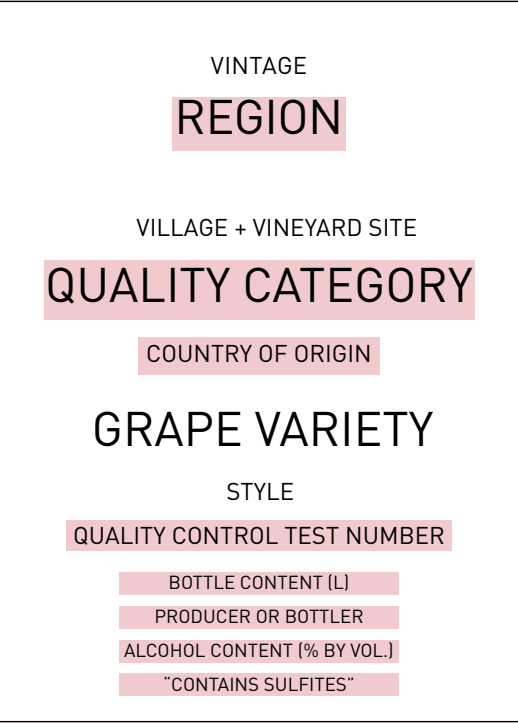 VINTAGE
REGION
VILLAGE + VINEYARD SITE
QUALITY CATEGORY
COUNTRY OF ORIGIN
GRAPE VARIETY
STYLE
QUALITY CONTROL TEST NUMBER
BOTTLE CONTENT (L)
PRODUCER OR BOTTLER
ALCOHOL CONTENT (% BY VOL.)
“CONTAINS SULFITES”